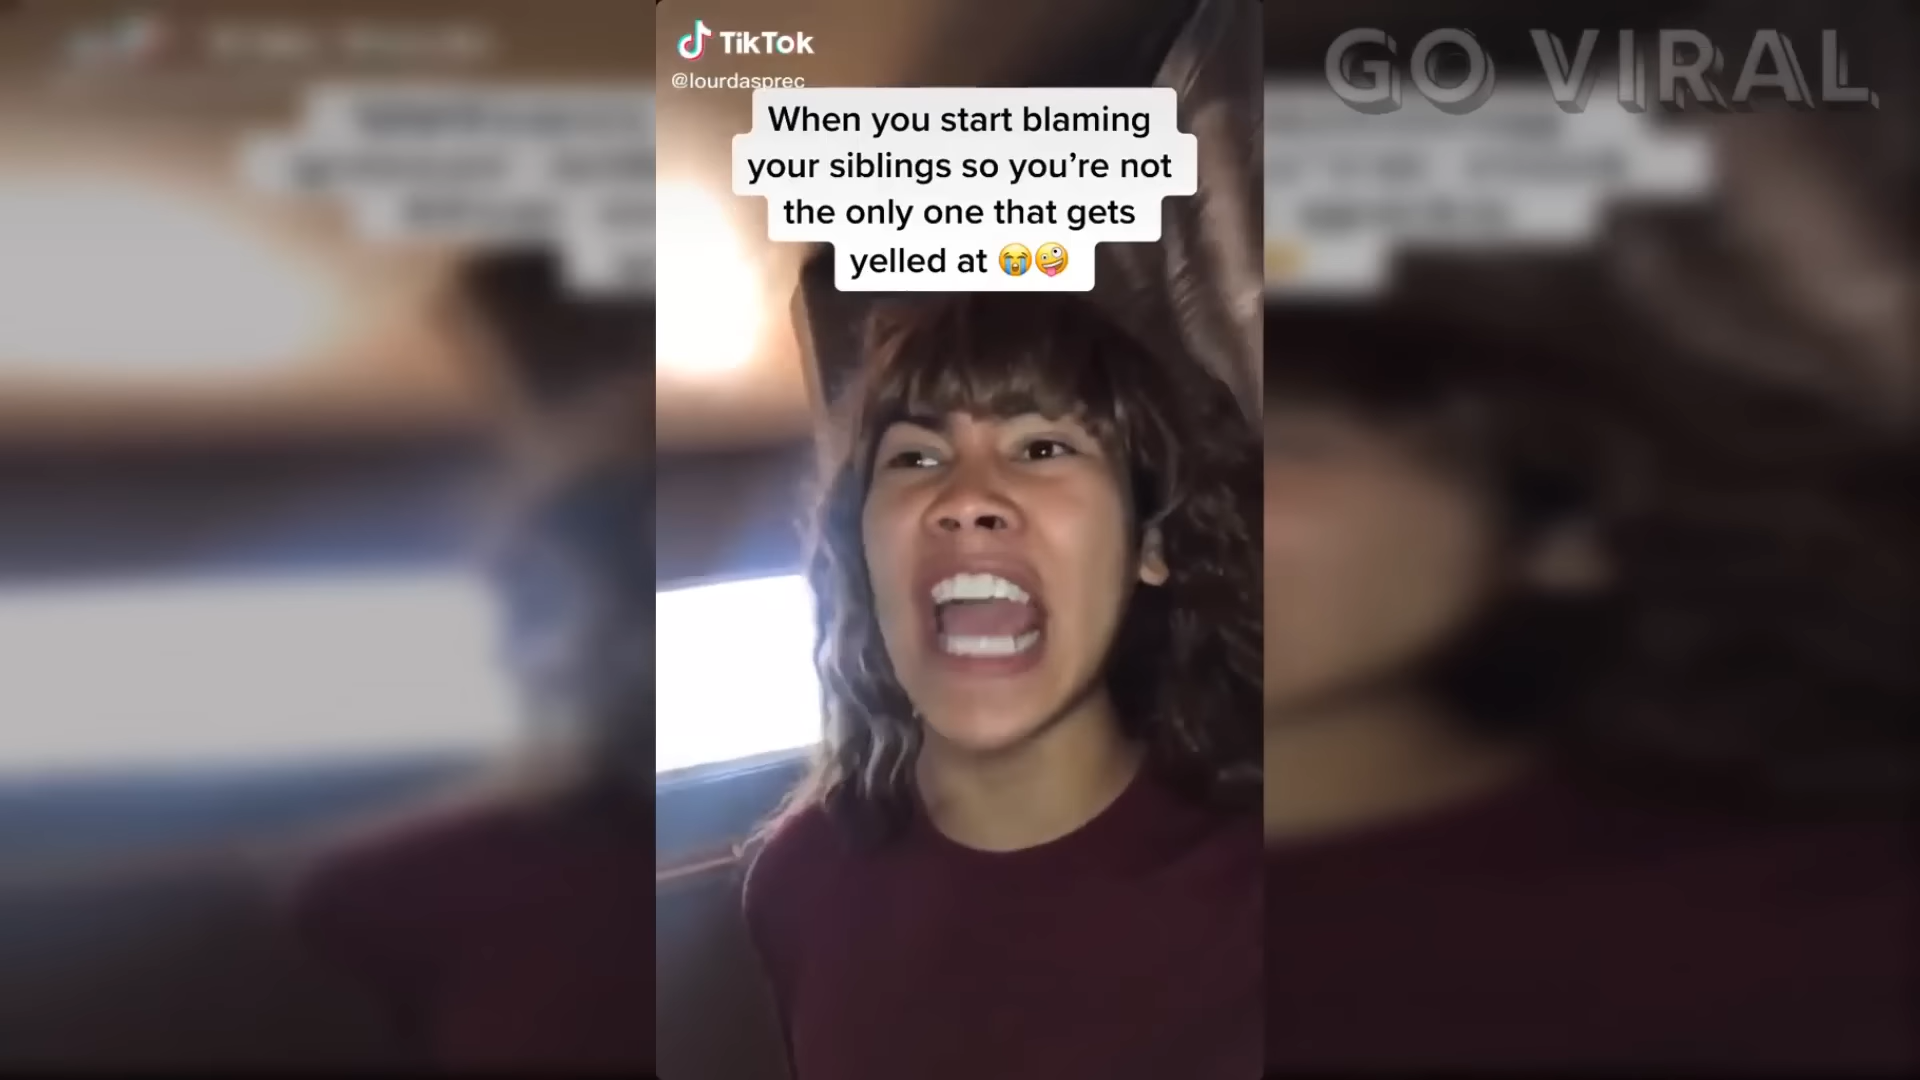 TikTok
@lourdasprec
GO VIRAL
When you start blaming
your siblings so you’re not
the only one that gets
yelled at 😭🤪